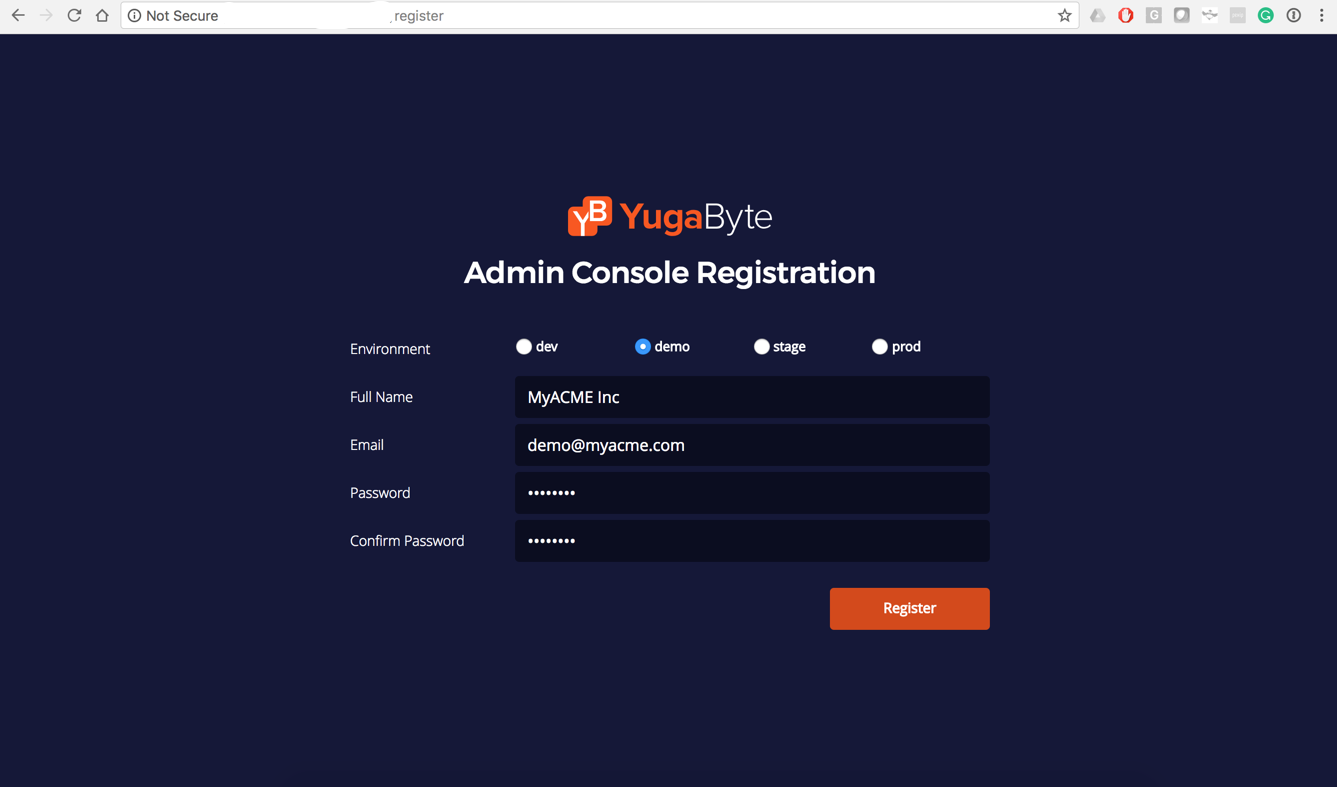 Not Secure register
YB YugaByte
Admin Console Registration
Environment dev demo stage prod
Full Name MyACME Inc
Email demo@myacme.com
Password ••••••••
Confirm Password ••••••••
Register